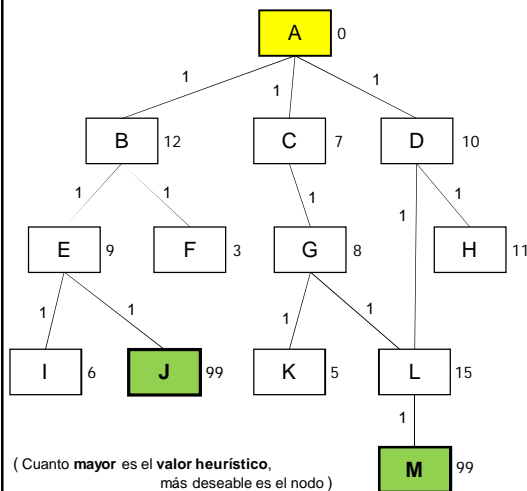 A 0
1 1 1
B 12 C 7 D 10
1 1 1 1 1
E 9 F 3 G 8 H 11
1 1 1 1
I 6 J 99 K 5 L 15
1
( Cuanto mayor es el valor heurístico,
más deseable es el nodo )
M 99